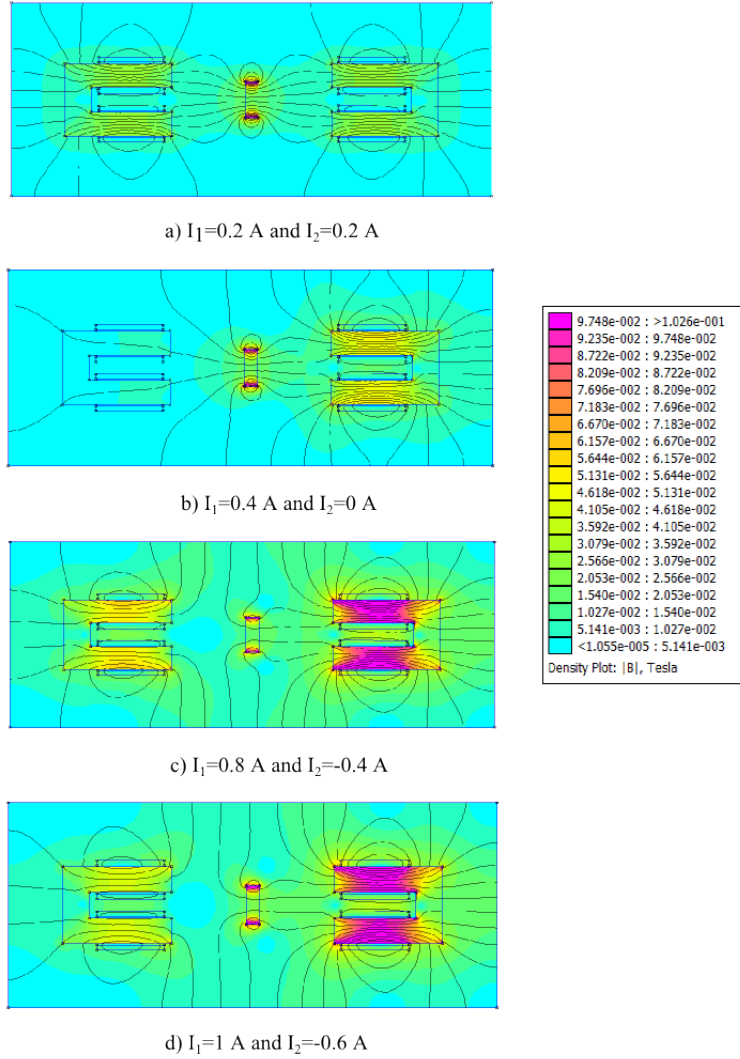 a) I1=0.2 A and I2=0.2 A
b) I1=0.4 A and I2=0 A
9.748e-002 : >1.026e-001
9.235e-002 : 9.748e-002
8.722e-002 : 9.235e-002
8.209e-002 : 8.722e-002
7.696e-002 : 8.209e-002
7.183e-002 : 7.696e-002
6.670e-002 : 7.183e-002
6.157e-002 : 6.670e-002
5.644e-002 : 6.157e-002
5.131e-002 : 5.644e-002
4.618e-002 : 5.131e-002
4.105e-002 : 4.618e-002
3.592e-002 : 4.105e-002
3.079e-002 : 3.592e-002
2.566e-002 : 3.079e-002
2.053e-002 : 2.566e-002
1.540e-002 : 2.053e-002
1.027e-002 : 1.540e-002
5.141e-003 : 1.027e-002
<1.055e-005 : 5.141e-003
Density Plot: |B|, Tesla
c) I1=0.8 A and I2=-0.4 A
d) I1=1 A and I2=-0.6 A